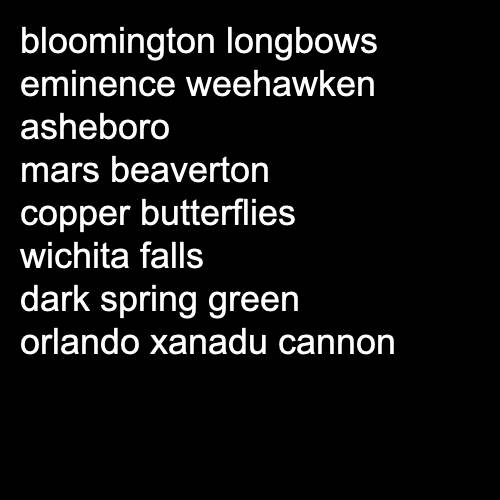 bloomington longbows
eminence weehawken
asheboro
mars beaverton
copper butterflies
wichita falls
dark spring green
orlando xanadu cannon